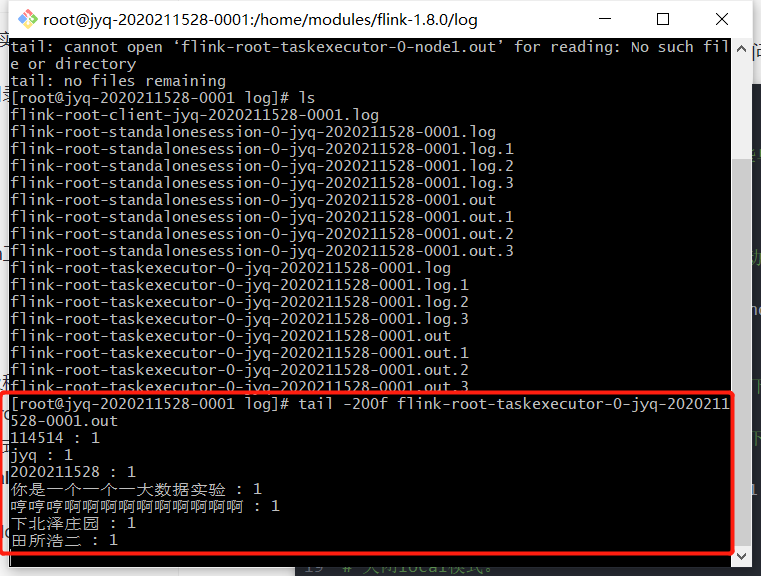 root@jyq-2020211528-0001:/home/modules/flink-1.8.0/log
tail: cannot open ‘flink-root-taskexecutor-0-node1.out’ for reading: No such fil
e or directory
tail: no files remaining
[root@jyq-2020211528-0001 log]# ls
flink-root-client-jyq-2020211528-0001.log
flink-root-standalonesession-0-jyq-2020211528-0001.log
flink-root-standalonesession-0-jyq-2020211528-0001.log.1
flink-root-standalonesession-0-jyq-2020211528-0001.log.2
flink-root-standalonesession-0-jyq-2020211528-0001.log.3
flink-root-standalonesession-0-jyq-2020211528-0001.out
flink-root-standalonesession-0-jyq-2020211528-0001.out.1
flink-root-standalonesession-0-jyq-2020211528-0001.out.2
flink-root-standalonesession-0-jyq-2020211528-0001.out.3
flink-root-taskexecutor-0-jyq-2020211528-0001.log
flink-root-taskexecutor-0-jyq-2020211528-0001.log.1
flink-root-taskexecutor-0-jyq-2020211528-0001.log.2
flink-root-taskexecutor-0-jyq-2020211528-0001.log.3
flink-root-taskexecutor-0-jyq-2020211528-0001.out
flink-root-taskexecutor-0-jyq-2020211528-0001.out.1
flink-root-taskexecutor-0-jyq-2020211528-0001.out.2
flink-root-taskexecutor-0-jyq-2020211528-0001.out.3
[root@jyq-2020211528-0001 log]# tail -200f flink-root-taskexecutor-0-jyq-2020211
528-0001.out
114514 : 1
jyq : 1
2020211528 : 1
你是一个一个一大数据实验 : 1
哼哼哼啊啊啊啊啊啊啊啊啊啊 : 1
下北泽庄园 : 1
田所浩二 : 1
19 # 关闭local模式。